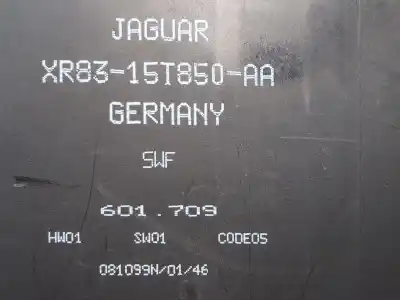 JAGUAR
XR83-15T850-AA
GERMANY
SWF
601.709
HW01 SW01 CODE05
081099N/01/46